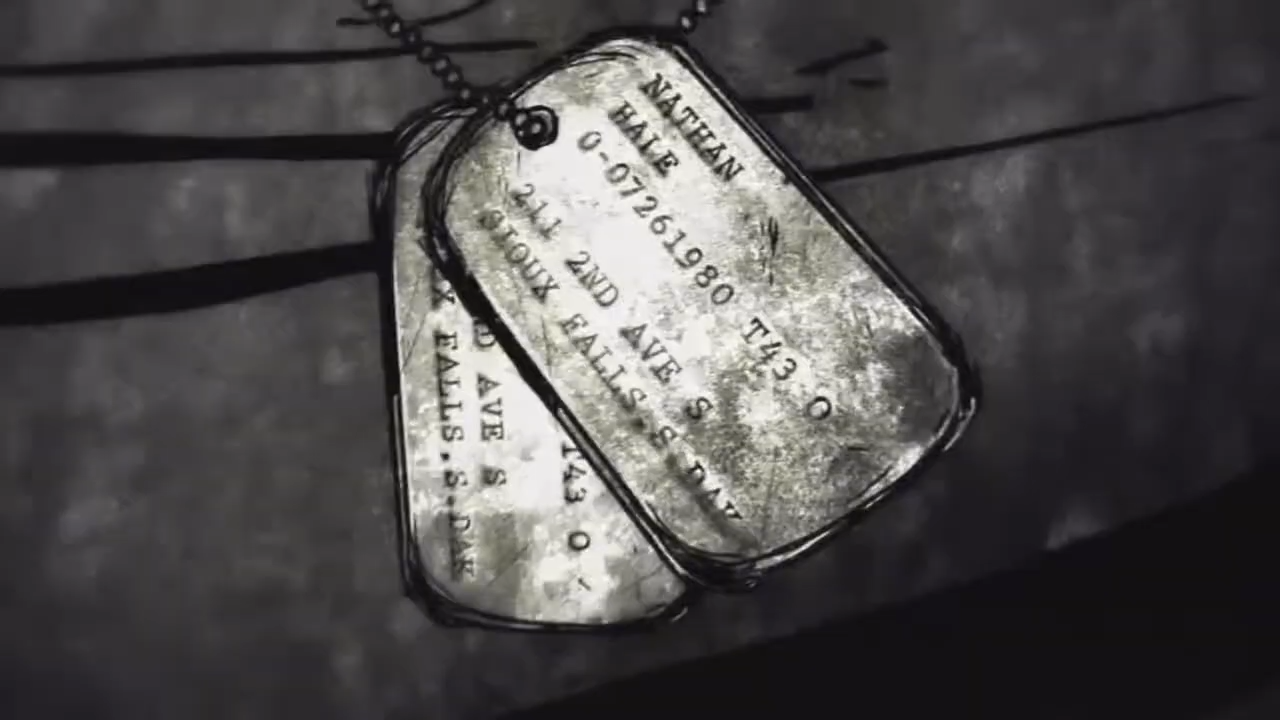 NATHAN
HALE
0-07261980 T43 O
211 2ND AVE S
SIOUX FALLS.S.DAK
T43 O
D AVE S
X FALLS.S.DAK